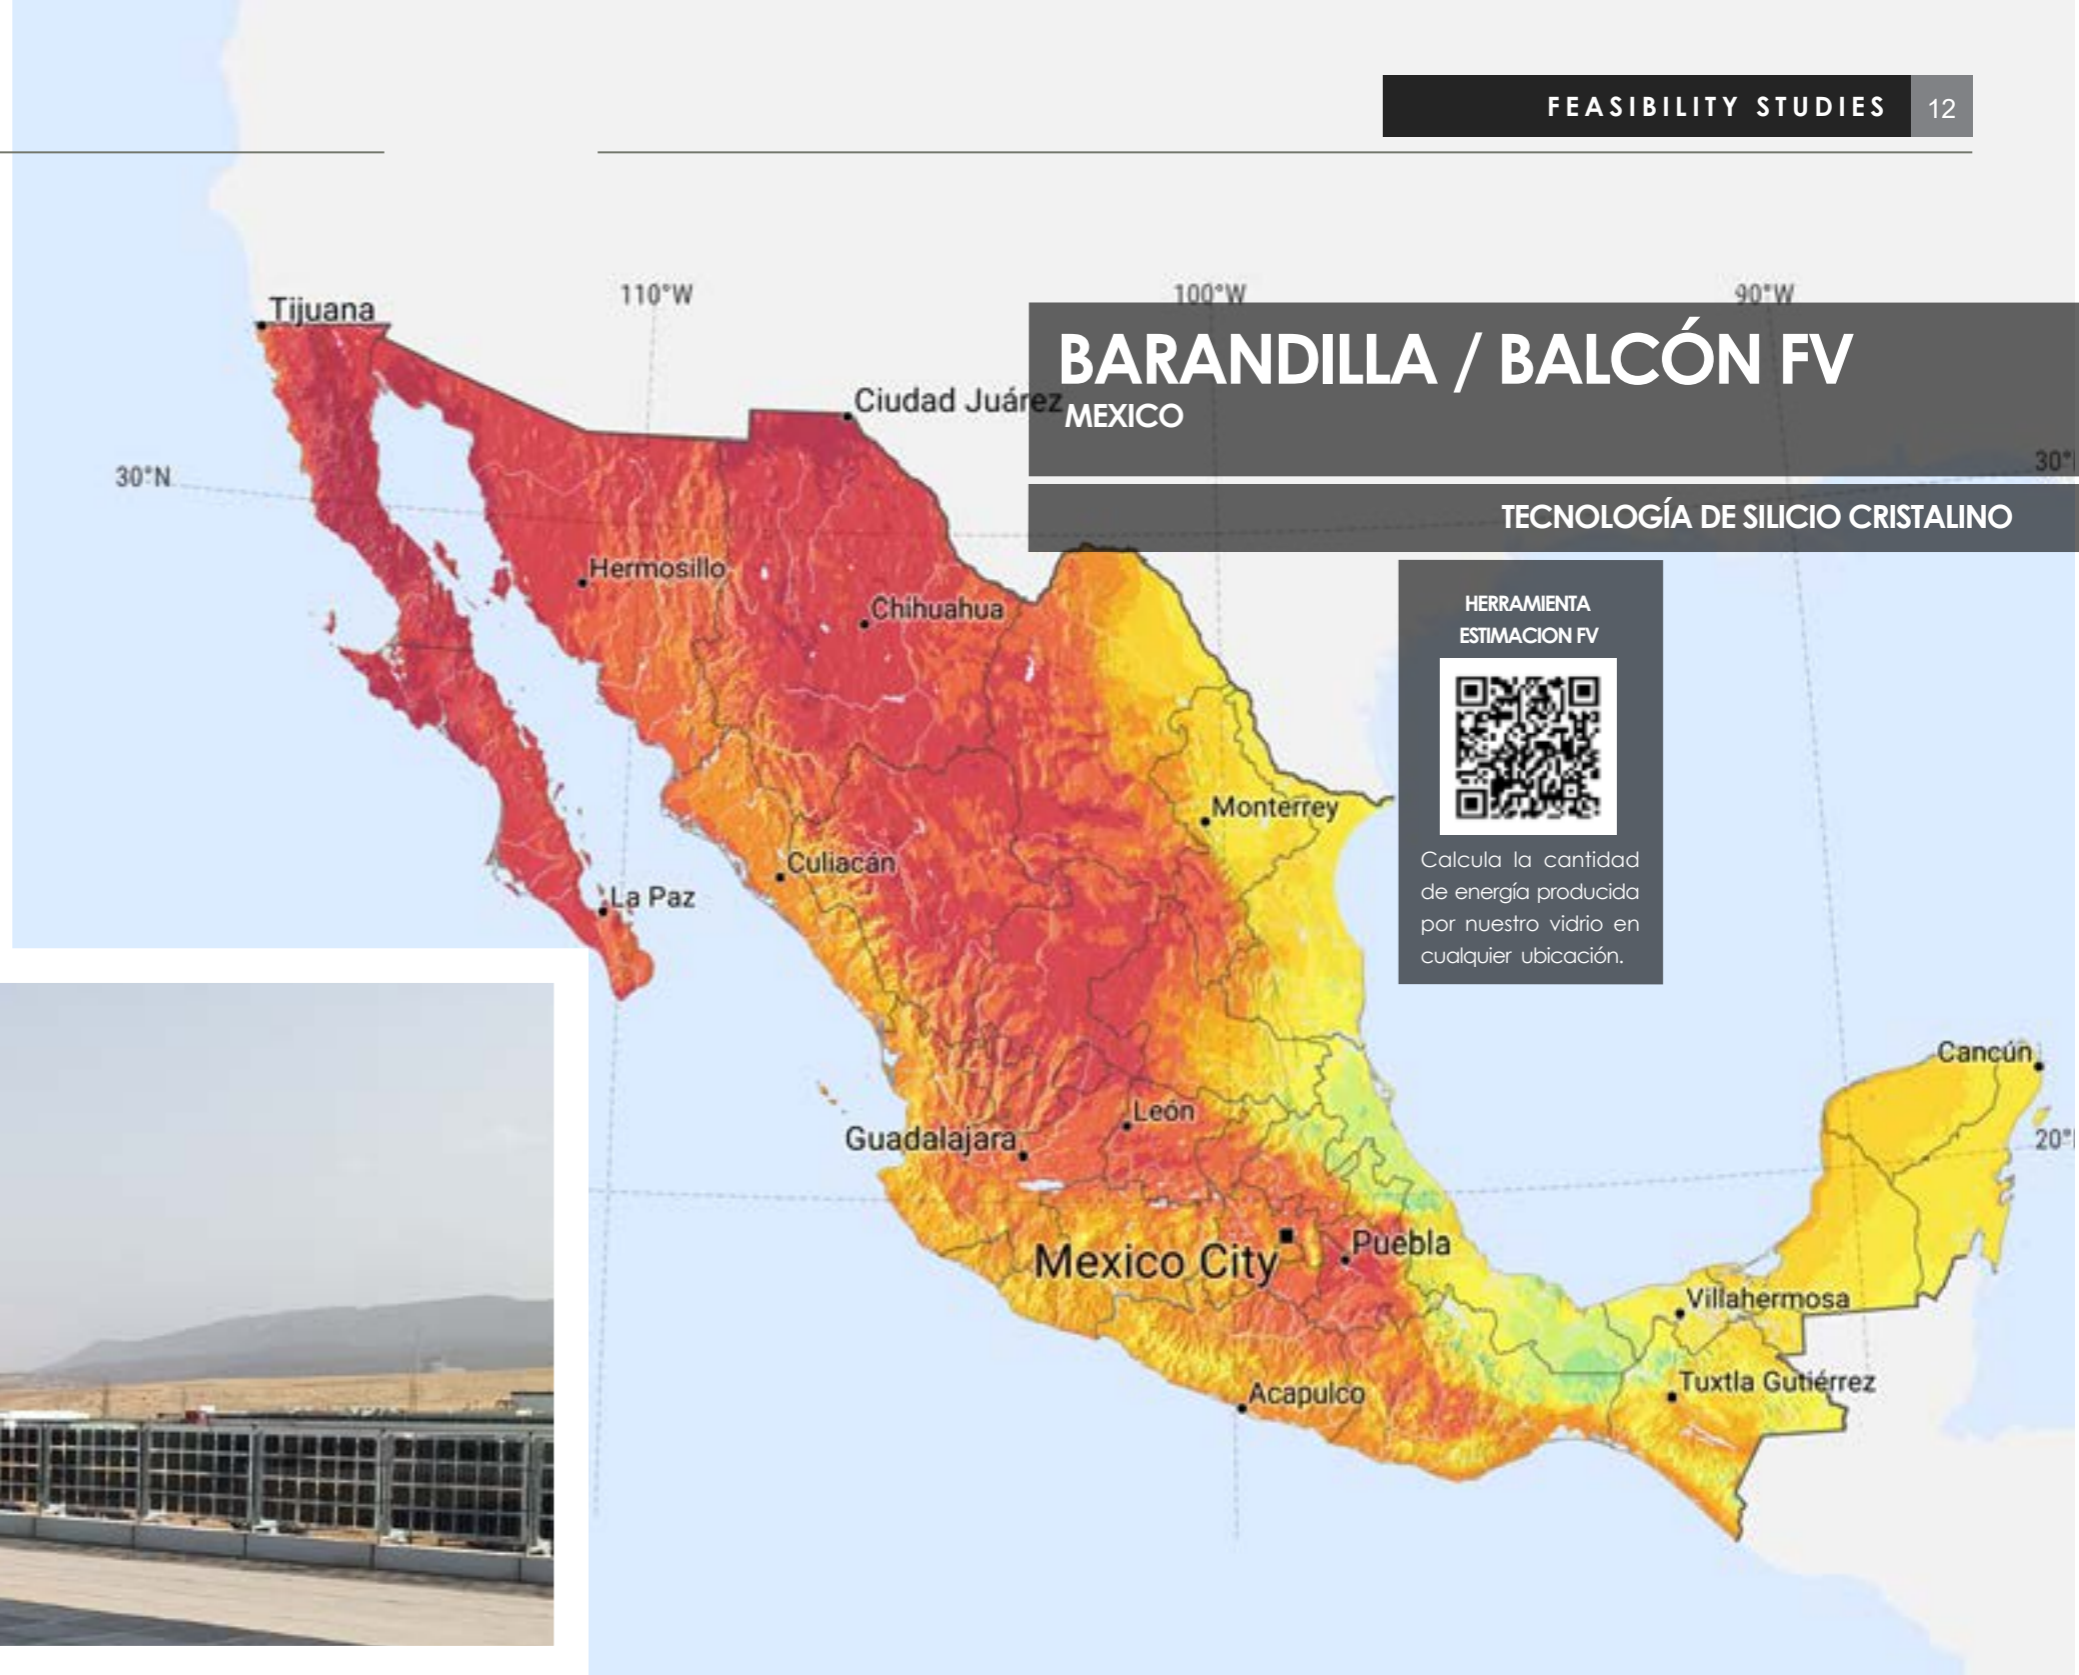 FEASIBILITY STUDIES 12
110°W
100°W
90°W
Tijuana
BARANDILLA / BALCÓN FV
MEXICO
Ciudad Juárez
30°N
30°
TECNOLOGÍA DE SILICIO CRISTALINO
Hermosillo
Chihuahua
HERRAMIENTA
ESTIMACION FV
Monterrey
Calcula la cantidad
de energía producida
por nuestro vidrio en
cualquier ubicación.
Culiacán
La Paz
Cancún
León
Guadalajara
20°
Mexico City
Puebla
Villahermosa
Tuxtla Gutiérrez
Acapulco